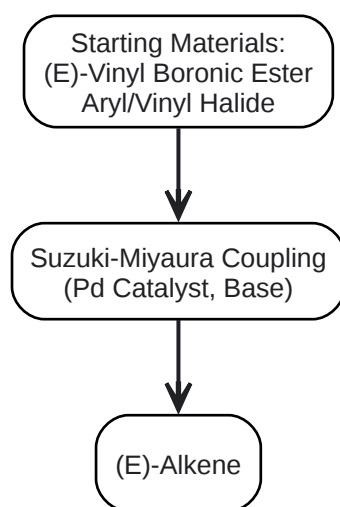 Starting Materials:
(E)-Vinyl Boronic Ester
Aryl/Vinyl Halide
Suzuki-Miyaura Coupling
(Pd Catalyst, Base)
(E)-Alkene